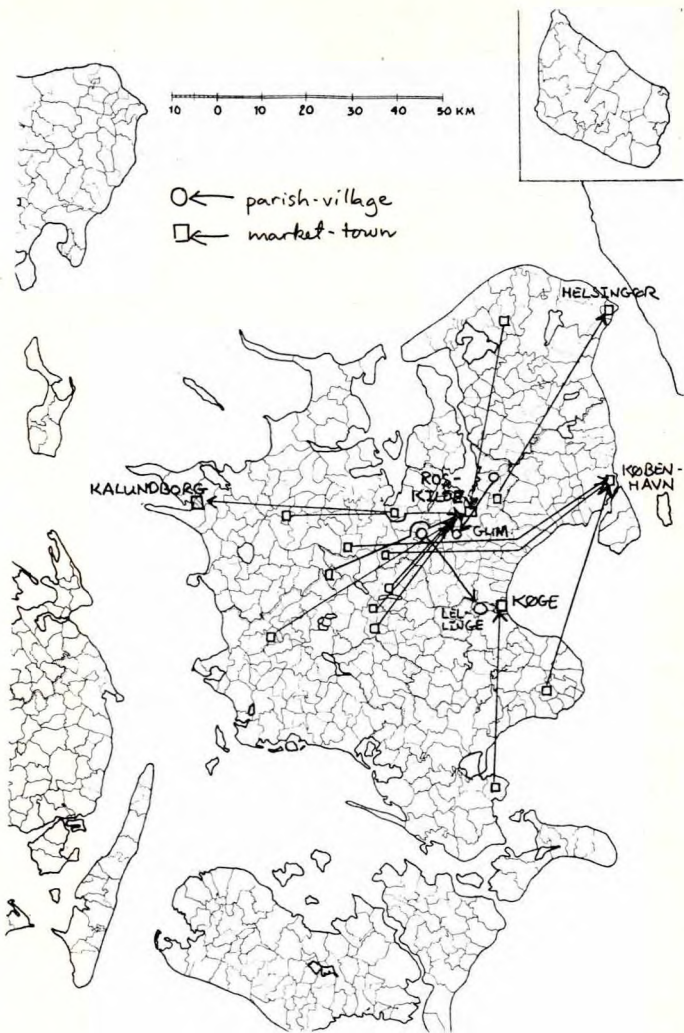 10 0 10 20 30 40 50 KM
parish-village
market-town
HELSINGØR
KØBEN-
HAVN
ROS-
KILDE
KALUNDBORG
GLIM.
LEL-
LINGE
KØGE